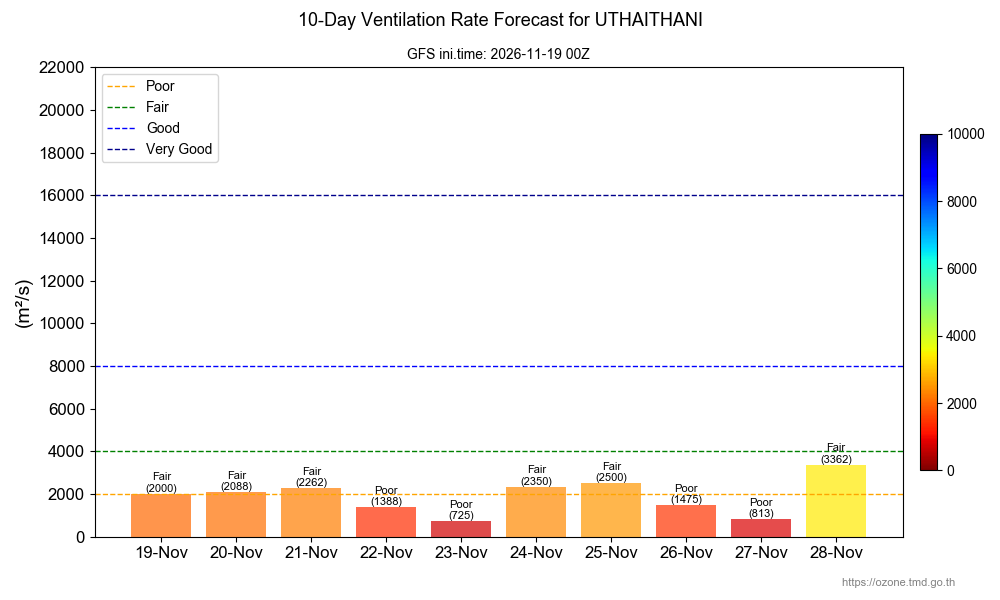 10-Day Ventilation Rate Forecast for UTHAITHANI
GFS ini.time: 2026-11-19 00Z
(m²/s)
22000
20000
18000
16000
14000
12000
10000
8000
6000
4000
2000
0
Poor
Fair
Good
Very Good
Fair
(2000)
Fair
(2088)
Fair
(2262)
Poor
(1388)
Poor
(725)
Fair
(2350)
Fair
(2500)
Poor
(1475)
Poor
(813)
Fair
(3362)
19-Nov 20-Nov 21-Nov 22-Nov 23-Nov 24-Nov 25-Nov 26-Nov 27-Nov 28-Nov
10000
8000
6000
4000
2000
0
https://ozone.tmd.go.th